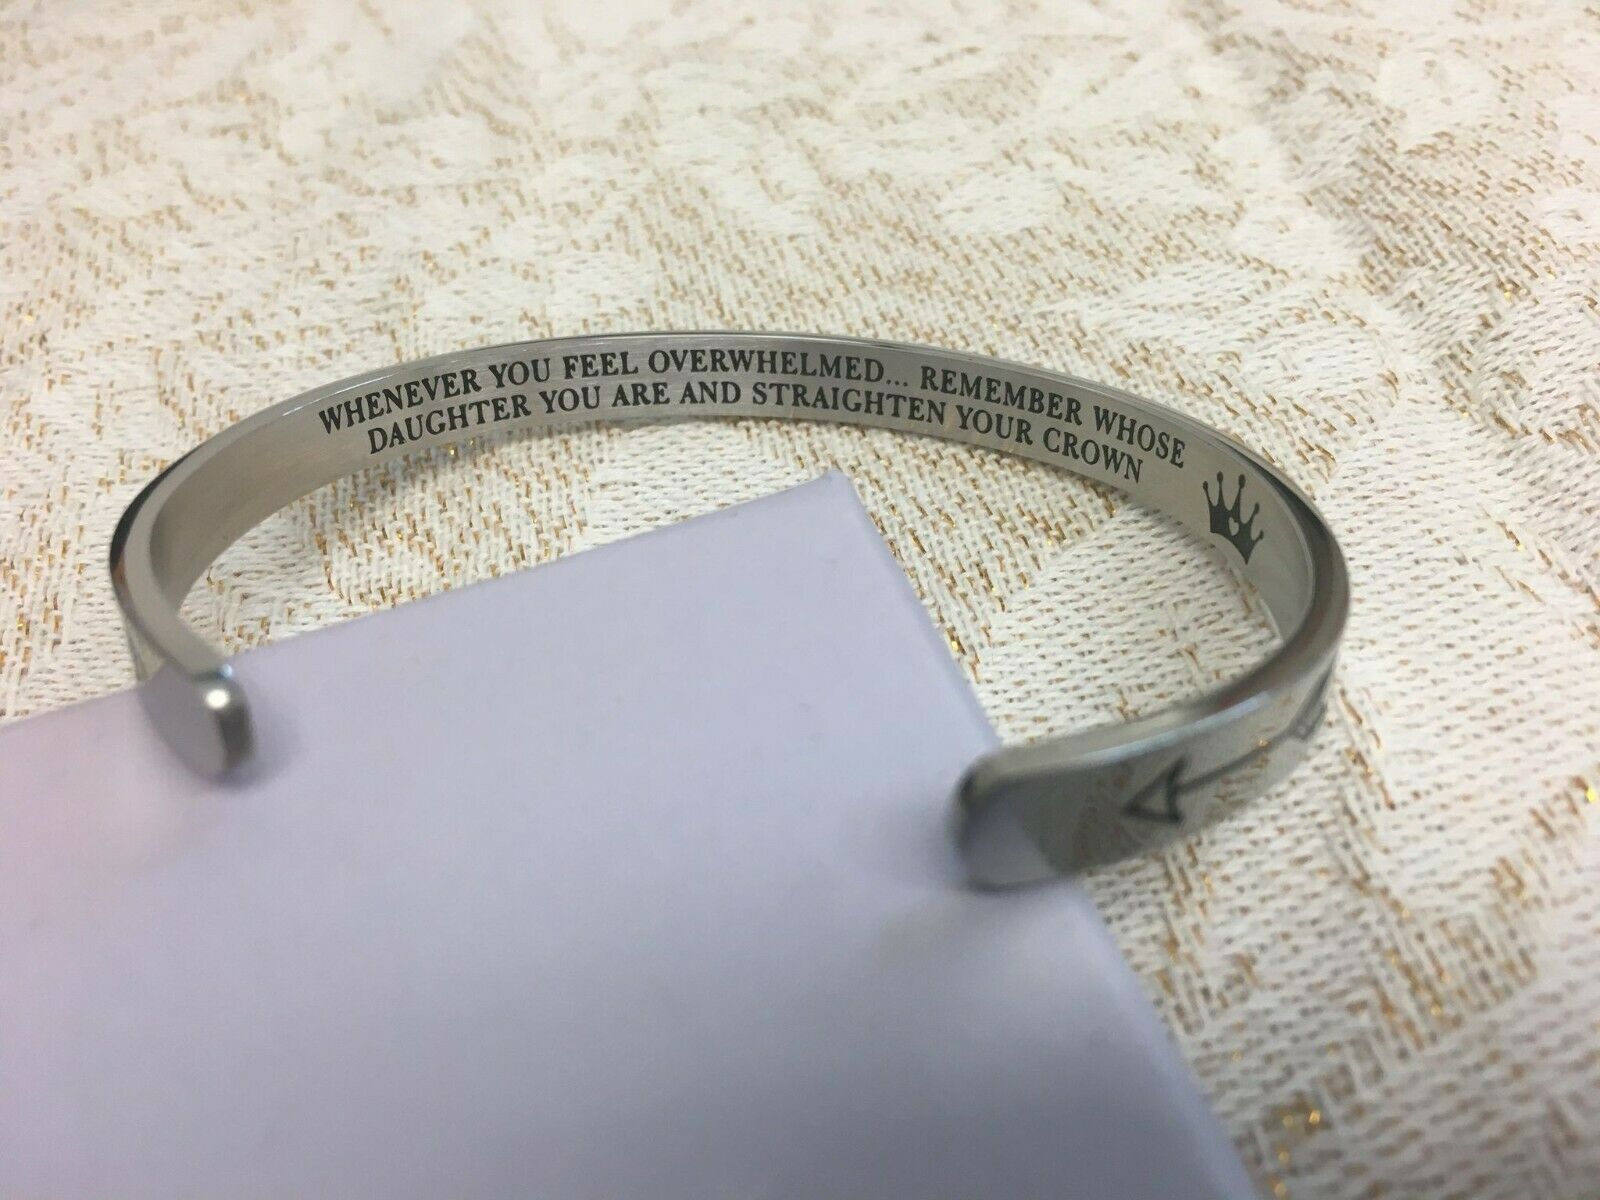 WHENEVER YOU FEEL OVERWHELMED... REMEMBER WHOSE
DAUGHTER YOU ARE AND STRAIGHTEN YOUR CROWN